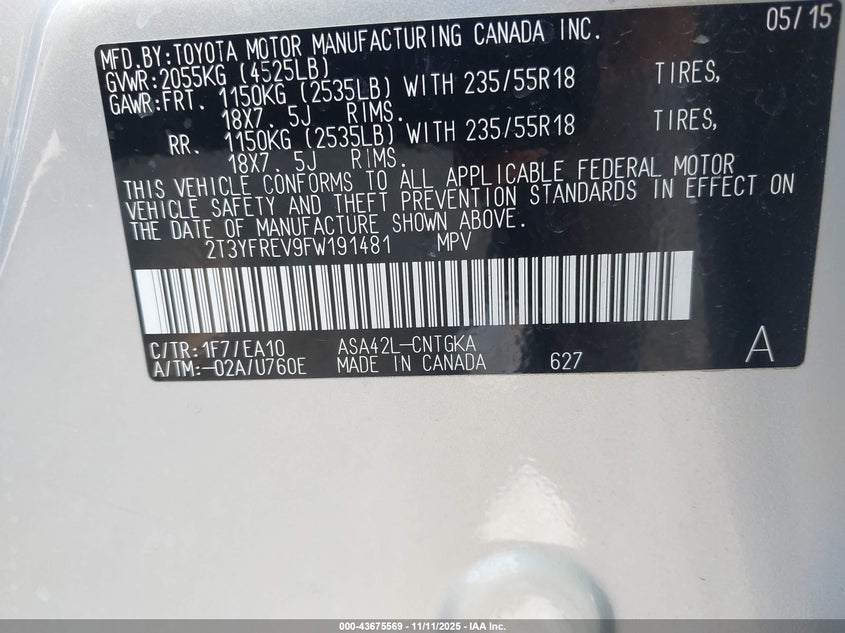 05/15
MFD.BY:TOYOTA MOTOR MANUFACTURING CANADA INC.
GVWR:2055KG (4525LB)
GAWR:FRT. 1150KG (2535LB) WITH 235/55R18 TIRES,
18X7. 5J RIMS.
RR. 1150KG (2535LB) WITH 235/55R18 TIRES,
18X7. 5J RIMS.
THIS VEHICLE CONFORMS TO ALL APPLICABLE FEDERAL MOTOR
VEHICLE SAFETY AND THEFT PREVENTION STANDARDS IN EFFECT ON
THE DATE OF MANUFACTURE SHOWN ABOVE.
2T3YFREV9FW191481 MPV
C/TR:1F7/EA10 ASA42L-CNTGKA
A/TM:-02A/U760E MADE IN CANADA 627 A
000-43675569 - 11/11/2025 - IAA Inc.